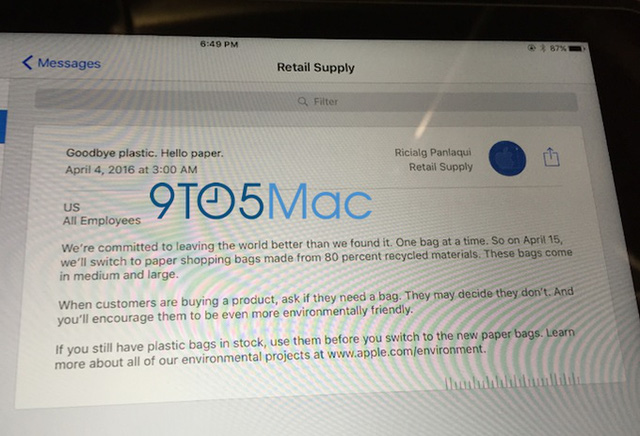 6:49 PM
87%
Messages
Retail Supply
Filter
Goodbye plastic. Hello paper.
April 4, 2016 at 3:00 AM
Ricialg Panlaqui
Retail Supply
US
All Employees
9TO5Mac
We're committed to leaving the world better than we found it. One bag at a time. So on April 15,
we'll switch to paper shopping bags made from 80 percent recycled materials. These bags come
in medium and large.
When customers are buying a product, ask if they need a bag. They may decide they don't. And
you'll encourage them to be even more environmentally friendly.
If you still have plastic bags in stock, use them before you switch to the new paper bags. Learn
more about all of our environmental projects at www.apple.com/environment.